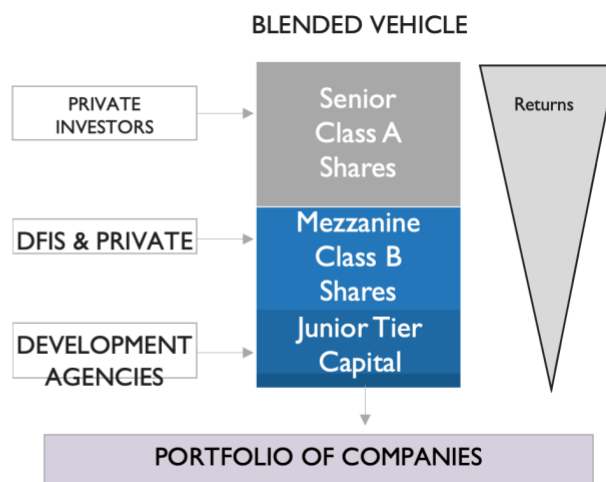 BLENDED VEHICLE
PRIVATE
INVESTORS
Senior
Class A
Shares
Returns
DFIS & PRIVATE
Mezzanine
Class B
Shares
DEVELOPMENT
AGENCIES
Junior Tier
Capital
PORTFOLIO OF COMPANIES